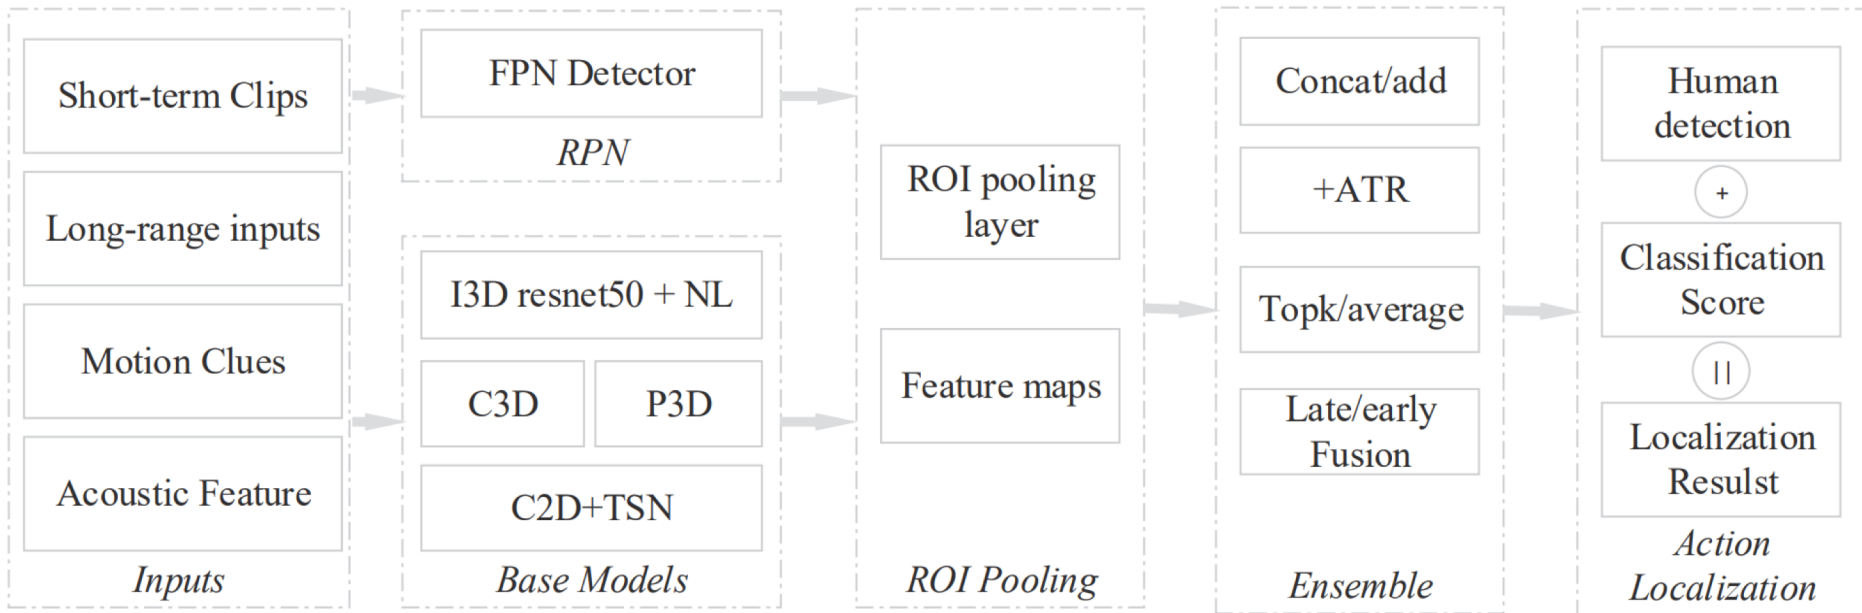 Short-term Clips
Long-range inputs
Motion Clues
Acoustic Feature
Inputs
FPN Detector
RPN
I3D resnet50 + NL
C3D
P3D
C2D+TSN
Base Models
ROI pooling
layer
Feature maps
ROI Pooling
Concat/add
+ATR
Topk/average
Late/early
Fusion
Ensemble
Human
detection
+
Classification
Score
||
Localization
Resulst
Action
Localization